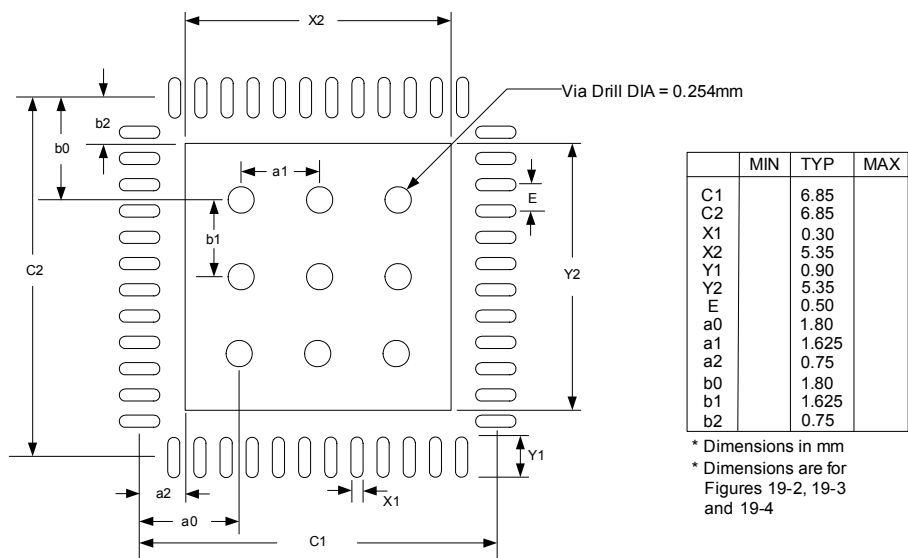 X2
Via Drill DIA = 0.254mm
b2
b0
a1
E
b1
C2
Y2
Y1
X1
a2
a0
C1
MIN TYP MAX
C1 6.85
C2 6.85
X1 0.30
X2 5.35
Y1 0.90
Y2 5.35
E 0.50
a0 1.80
a1 1.625
a2 0.75
b0 1.80
b1 1.625
b2 0.75
* Dimensions in mm
* Dimensions are for
Figures 19-2, 19-3
and 19-4